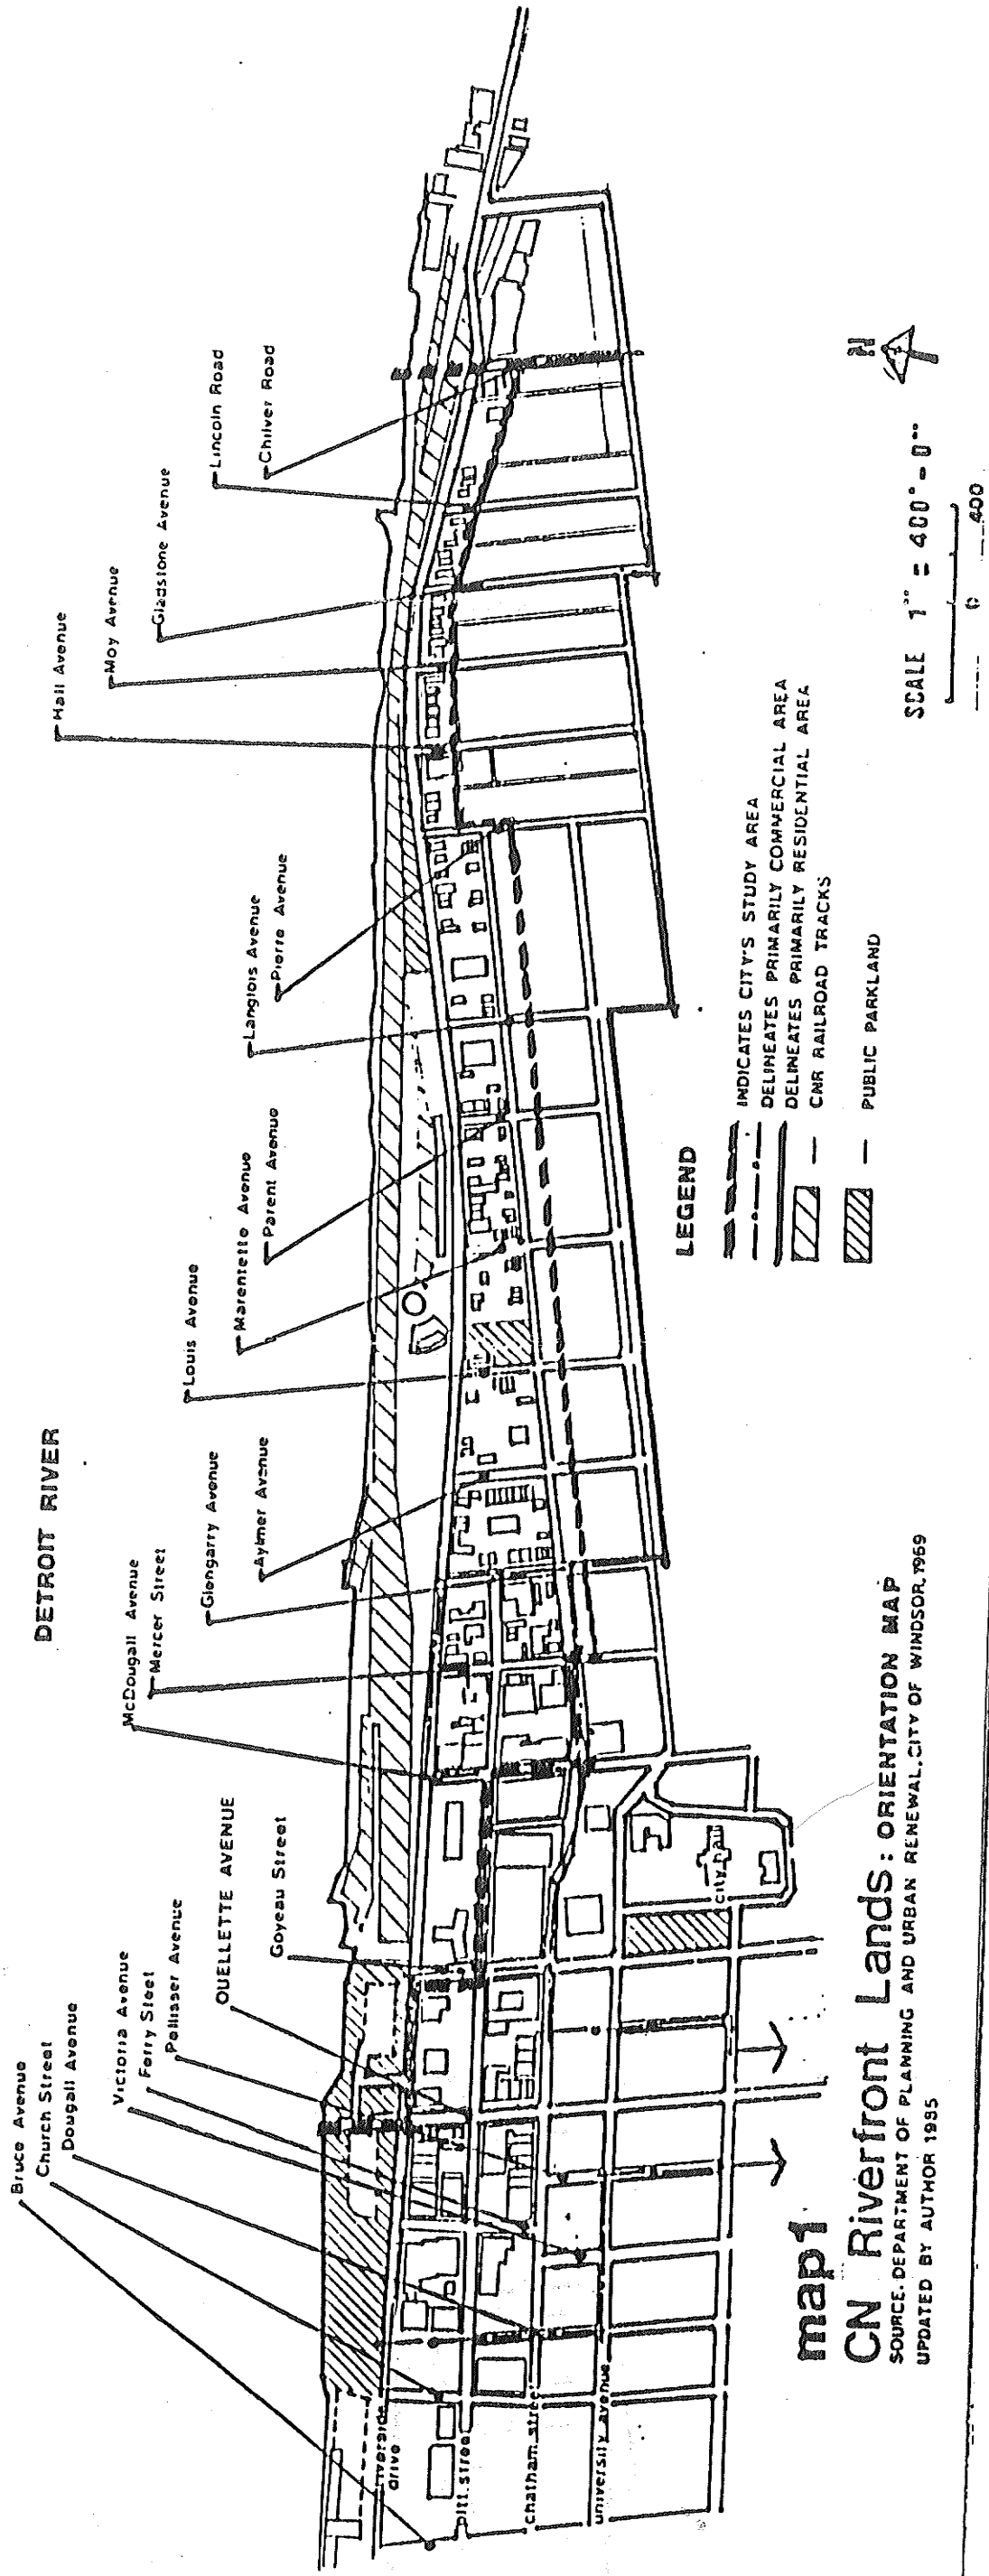 DETROIT RIVER
Bruce Avenue
Church Street
Dougall Avenue
Victoria Avenue
Ferry Steet
Pellisser Avenue
OUELLETTE AVENUE
Goyeau Street
McDougall Avenue
Mercer Street
Glengarry Avenue
Aylmer Avenue
Louis Avenue
Marentette Avenue
Parent Avenue
Langlois Avenue
Pierre Avenue
Hall Avenue
Moy Avenue
Gladstone Avenue
Lincoln Road
Chilver Road
riverside
drive
pitt street
chatham street
university avenue
city hall
LEGEND
INDICATES CITY'S STUDY AREA
DELINEATES PRIMARILY COMMERCIAL AREA
DELINEATES PRIMARILY RESIDENTIAL AREA
CNR RAILROAD TRACKS
PUBLIC PARKLAND
N
SCALE 1" = 400'-0"
0 400
map1
CN Riverfront Lands: ORIENTATION MAP
SOURCE: DEPARTMENT OF PLANNING AND URBAN RENEWAL, CITY OF WINDSOR, 1969
UPDATED BY AUTHOR 1985